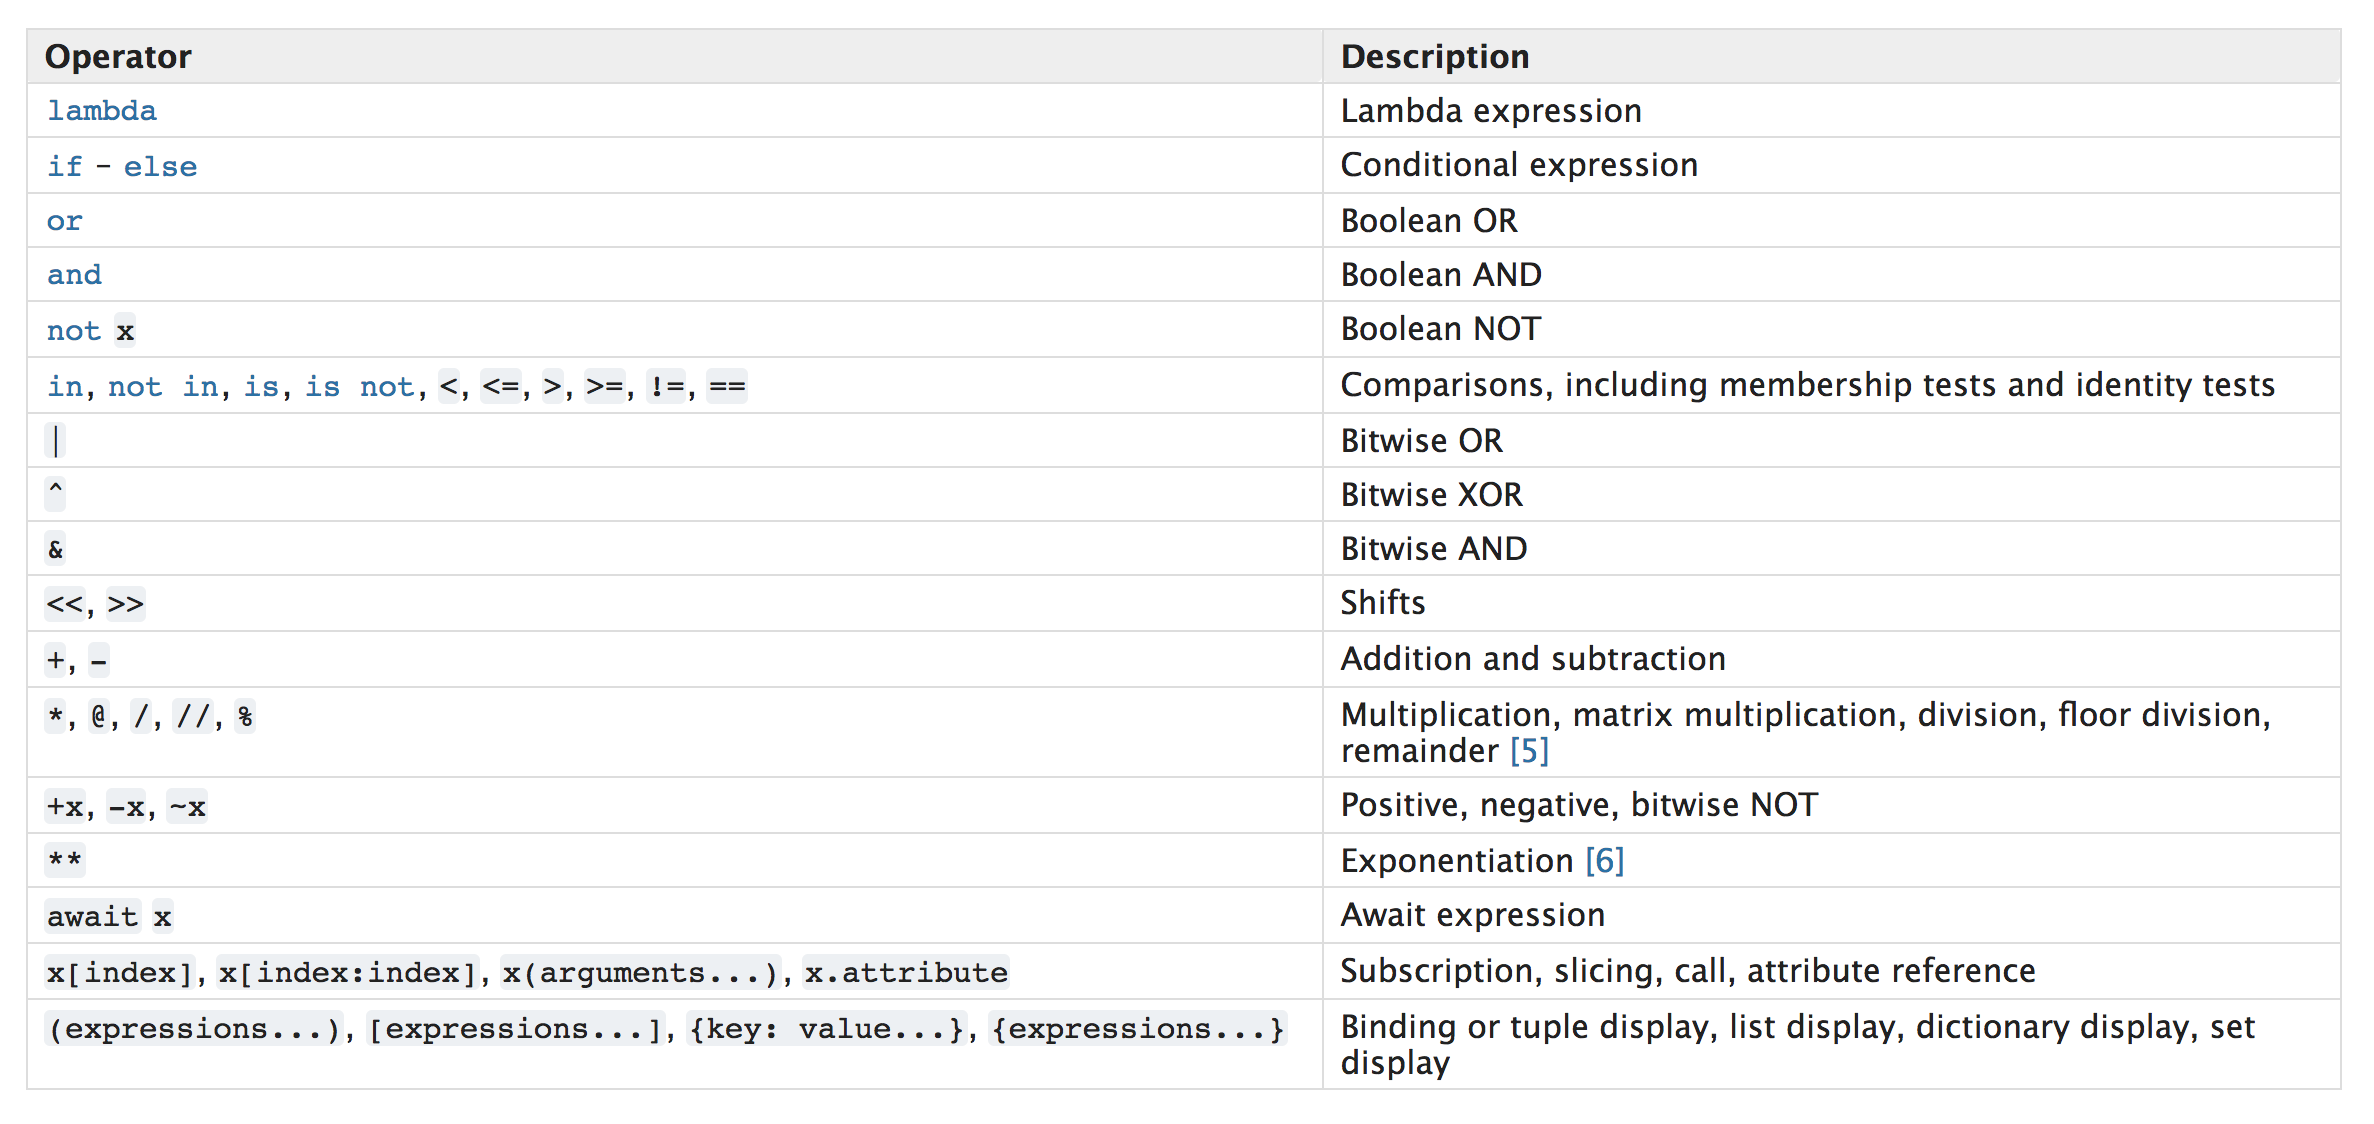 Operator Description
lambda Lambda expression
if – else Conditional expression
or Boolean OR
and Boolean AND
not x Boolean NOT
in, not in, is, is not, <, <=, >, >=, !=, == Comparisons, including membership tests and identity tests
| Bitwise OR
^ Bitwise XOR
& Bitwise AND
<<, >> Shifts
+, - Addition and subtraction
*, @, /, //, % Multiplication, matrix multiplication, division, floor division,
remainder [5]
+x, -x, ~x Positive, negative, bitwise NOT
** Exponentiation [6]
await x Await expression
x[index], x[index:index], x(arguments...), x.attribute Subscription, slicing, call, attribute reference
(expressions...), [expressions...], {key: value...}, {expressions...} Binding or tuple display, list display, dictionary display, set
display